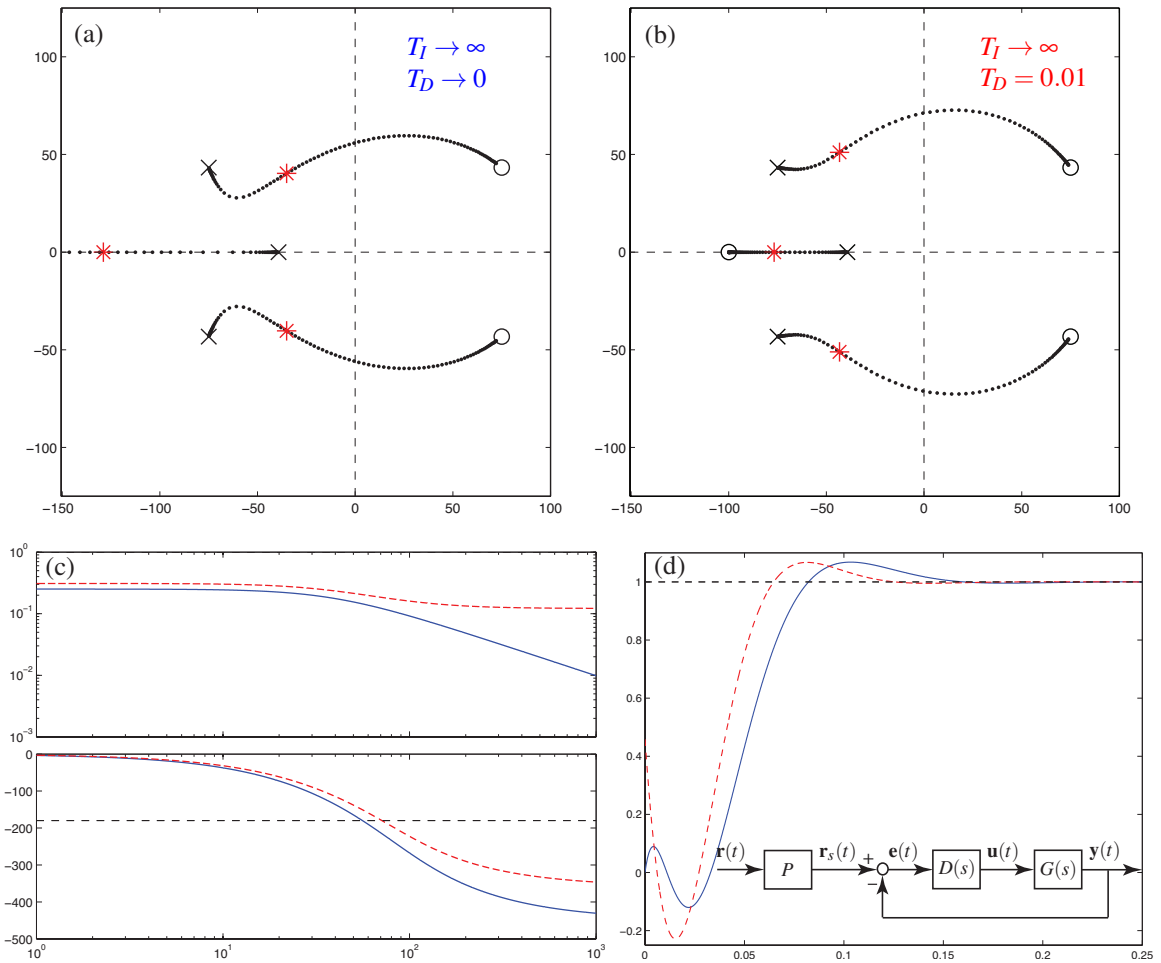 (a)
T_I → ∞
T_D → 0
100
50
0
−50
−100
−150 −100 −50 0 50 100
(b)
T_I → ∞
T_D = 0.01
100
50
0
−50
−100
−150 −100 −50 0 50 100
(c)
10^0
10^−1
10^−2
10^−3
0
−100
−200
−300
−400
−500
10^0 10^1 10^2 10^3
(d)
1
0.8
0.6
0.4
0.2
0
−0.2
r(t) P r_s(t) + − e(t) D(s) u(t) G(s) y(t)
0 0.05 0.1 0.15 0.2 0.25